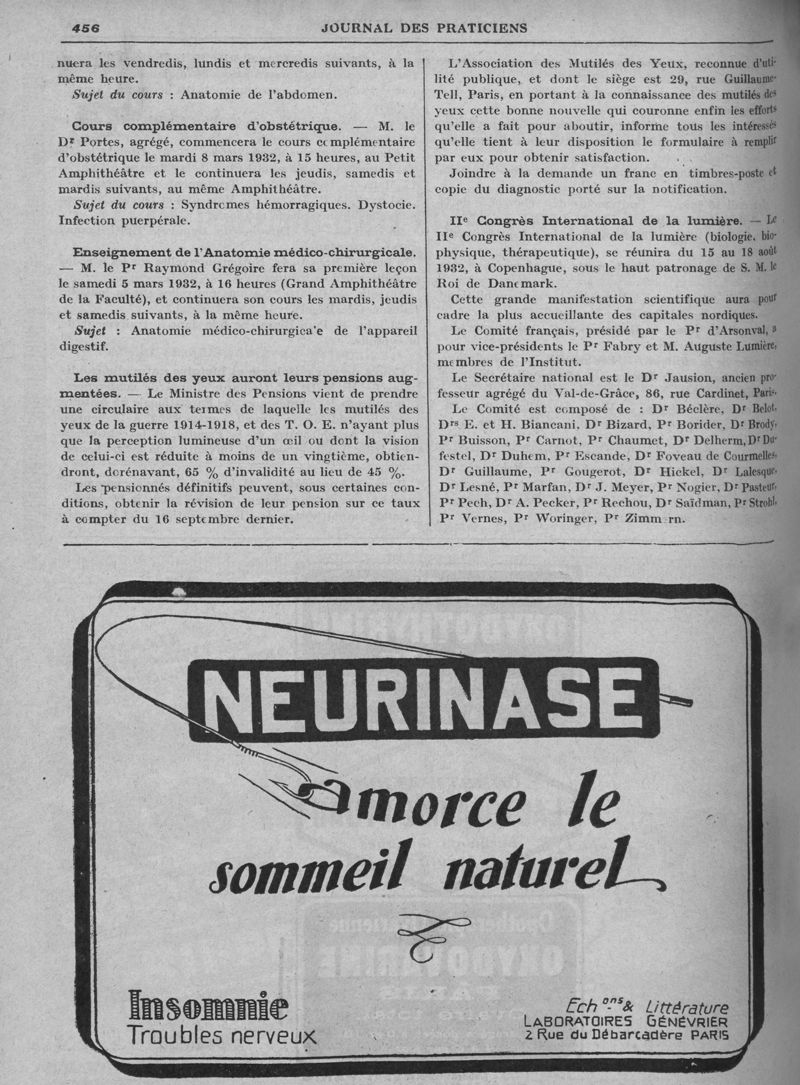 456
JOURNAL DES PRATICIENS
nuera les vendredis, lundis et mercredis suivants, à la
même heure.
Sujet du cours : Anatomie de l'abdomen.
Cours complémentaire d'obstétrique. — M. le
Dr Portes, agrégé, commencera le cours complémentaire
d'obstétrique le mardi 8 mars 1932, à 15 heures, au Petit
Amphithéâtre et le continuera les jeudis, samedis et
mardis suivants, au même Amphithéâtre.
Sujet du cours : Syndromes hémorragiques. Dystocie.
Infection puerpérale.
Enseignement de l'Anatomie médico-chirurgicale.
— M. le Pr Raymond Grégoire fera sa première leçon
le samedi 5 mars 1932, à 16 heures (Grand Amphithéâtre
de la Faculté), et continuera son cours les mardis, jeudis
et samedis suivants, à la même heure.
Sujet : Anatomie médico-chirurgica'e de l'appareil
digestif.
Les mutilés des yeux auront leurs pensions aug-
mentées. — Le Ministre des Pensions vient de prendre
une circulaire aux termes de laquelle les mutilés des
yeux de la guerre 1914-1918, et des T. O. E. n'ayant plus
que la perception lumineuse d'un œil ou dont la vision
de celui-ci est réduite à moins de un vingtième, obtien-
dront, dorénavant, 65 % d'invalidité au lieu de 45 %.
Les pensionnés définitifs peuvent, sous certaines con-
ditions, obtenir la révision de leur pension sur ce taux
à compter du 16 septembre dernier.
L'Association des Mutilés des Yeux, reconnue d'uti-
lité publique, et dont le siège est 29, rue Guillaume-
Tell, Paris, en portant à la connaissance des mutilés des
yeux cette bonne nouvelle qui couronne enfin les efforts
qu'elle a fait pour aboutir, informe tous les intéressés
qu'elle tient à leur disposition le formulaire à remplir
par eux pour obtenir satisfaction.
Joindre à la demande un franc en timbres-poste et
copie du diagnostic porté sur la notification.
IIe Congrès International de la lumière. — Le
IIe Congrès International de la lumière (biologie, bio-
physique, thérapeutique), se réunira du 15 au 18 août
1932, à Copenhague, sous le haut patronage de S. M. le
Roi de Danemark.
Cette grande manifestation scientifique aura pour
cadre la plus accueillante des capitales nordiques.
Le Comité français, présidé par le Pr d'Arsonval, a
pour vice-présidents le Pr Fabry et M. Auguste Lumière,
membres de l'Institut.
Le Secrétaire national est le Dr Jausion, ancien pro-
fesseur agrégé du Val-de-Grâce, 86, rue Cardinet, Paris.
Le Comité est composé de : Dr Béclère, Dr Belot,
Drs E. et H. Biancani, Dr Bizard, Pr Borider, Dr Brody,
Pr Buisson, Pr Carnot, Pr Chaumet, Dr Delherm, Dr Du-
festel, Dr Duhem, Pr Escande, Dr Foveau de Courmelles,
Dr Guillaume, Pr Gougerot, Dr Hickel, Dr Lalesque,
Dr Lesné, Pr Marfan, Dr J. Meyer, Pr Nogier, Dr Pasteur,
Pr Pech, Dr A. Pecker, Pr Rechou, Dr Saïdman, Pr Strohl,
Pr Vernes, Pr Woringer, Pr Zimmern.
NEURINASE
amorce le
sommeil naturel
Insomnie
Troubles nerveux
Echons & Littérature
LABORATOIRES GÉNÉVRIER
2 Rue du Débarcadère PARIS